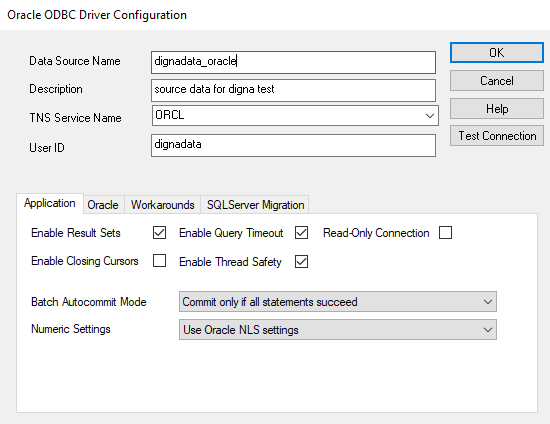 Oracle ODBC Driver Configuration
Data Source Name dignadata_oracle OK
Description source data for digna test Cancel
TNS Service Name ORCL Help
User ID dignadata Test Connection
Application Oracle Workarounds SQLServer Migration
Enable Result Sets Enable Query Timeout Read-Only Connection
Enable Closing Cursors Enable Thread Safety
Batch Autocommit Mode Commit only if all statements succeed
Numeric Settings Use Oracle NLS settings